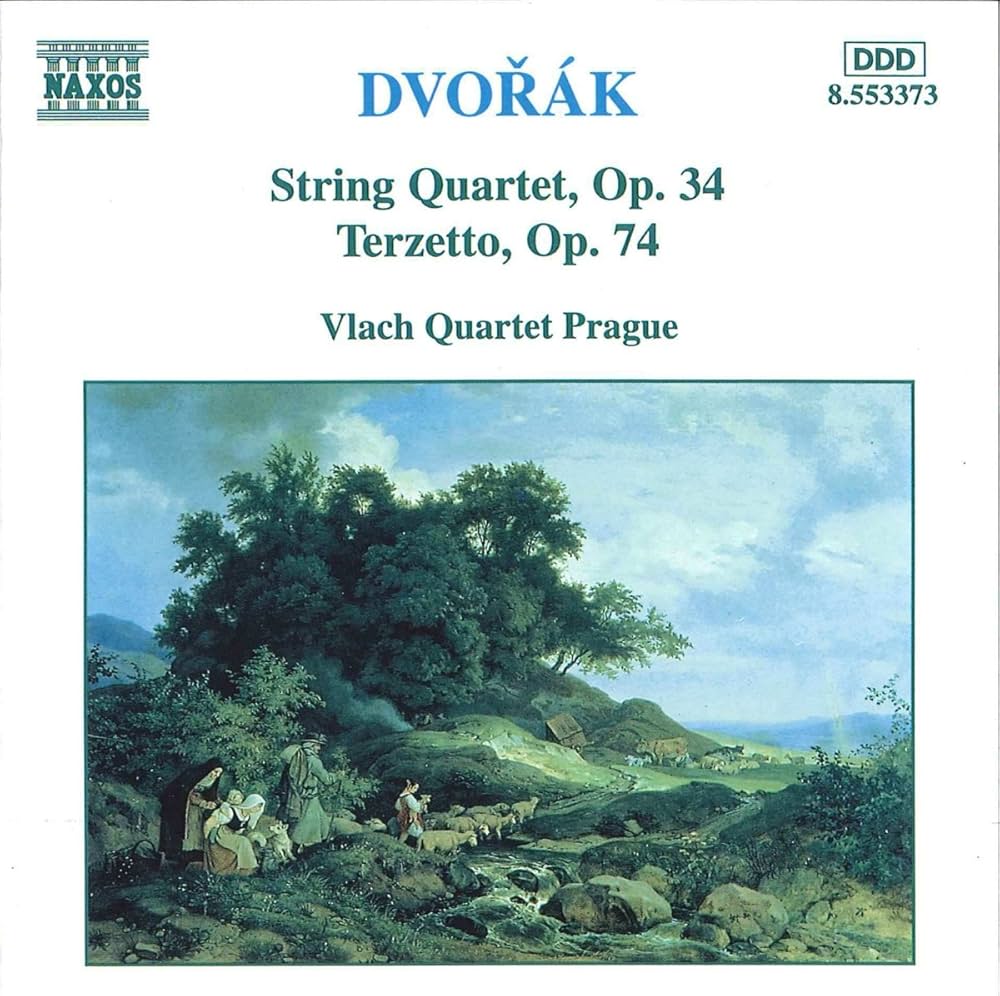 NAXOS
DVOŘÁK
DDD
8.553373
String Quartet, Op. 34
Terzetto, Op. 74
Vlach Quartet Prague